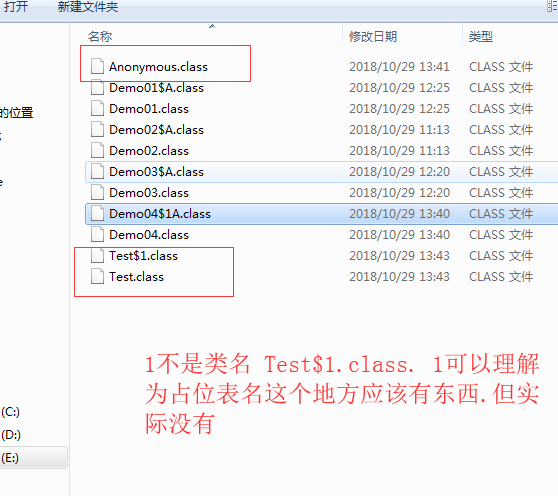 打开 新建文件夹
名称 修改日期 类型
Anonymous.class 2018/10/29 13:41 CLASS 文件
Demo01$A.class 2018/10/29 12:25 CLASS 文件
Demo01.class 2018/10/29 12:25 CLASS 文件
的位置
Demo02$A.class 2018/10/29 11:13 CLASS 文件
Demo02.class 2018/10/29 11:13 CLASS 文件
Demo03$A.class 2018/10/29 12:20 CLASS 文件
Demo03.class 2018/10/29 12:20 CLASS 文件
Demo04$1A.class 2018/10/29 13:40 CLASS 文件
Demo04.class 2018/10/29 13:40 CLASS 文件
Test$1.class 2018/10/29 13:43 CLASS 文件
Test.class 2018/10/29 13:43 CLASS 文件
1不是类名 Test$1.class. 1可以理解
为占位表名这个地方应该有东西.但实
际没有
(C:)
(D:)
(E:)